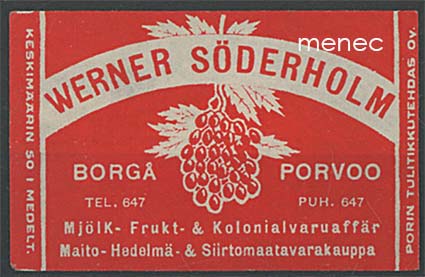 menec
WERNER SÖDERHOLM
BORGÅ PORVOO
TEL. 647 PUH. 647
MjölK- Frukt- & Kolonialvaruaffär
Maito- Hedelmä- & Siirtomaatavarakauppa
KESKIMÄÄRIN 50 I MEDELT.
PORIN TULITIKKUTEHDAS OY.